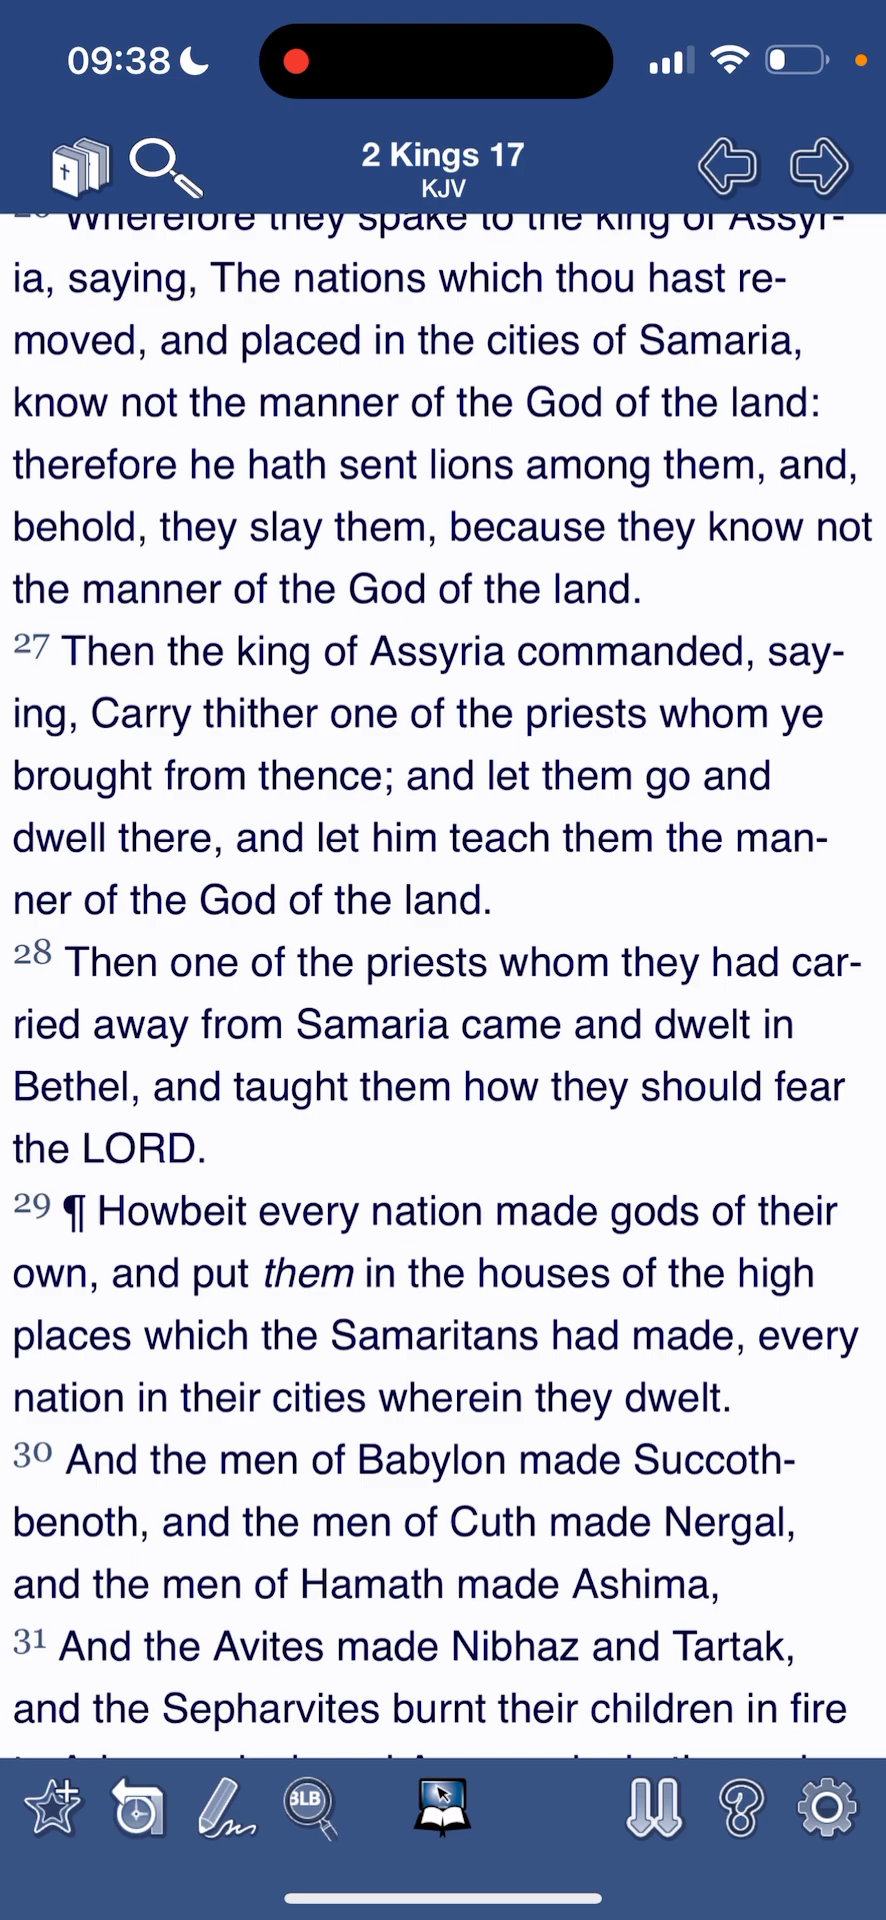 09:38
2 Kings 17
KJV
Wherefore they spake to the king of Assyr-
ia, saying, The nations which thou hast re-
moved, and placed in the cities of Samaria,
know not the manner of the God of the land:
therefore he hath sent lions among them, and,
behold, they slay them, because they know not
the manner of the God of the land.
27 Then the king of Assyria commanded, say-
ing, Carry thither one of the priests whom ye
brought from thence; and let them go and
dwell there, and let him teach them the man-
ner of the God of the land.
28 Then one of the priests whom they had car-
ried away from Samaria came and dwelt in
Bethel, and taught them how they should fear
the LORD.
29 ¶ Howbeit every nation made gods of their
own, and put them in the houses of the high
places which the Samaritans had made, every
nation in their cities wherein they dwelt.
30 And the men of Babylon made Succoth-
benoth, and the men of Cuth made Nergal,
and the men of Hamath made Ashima,
31 And the Avites made Nibhaz and Tartak,
and the Sepharvites burnt their children in fire
BLB